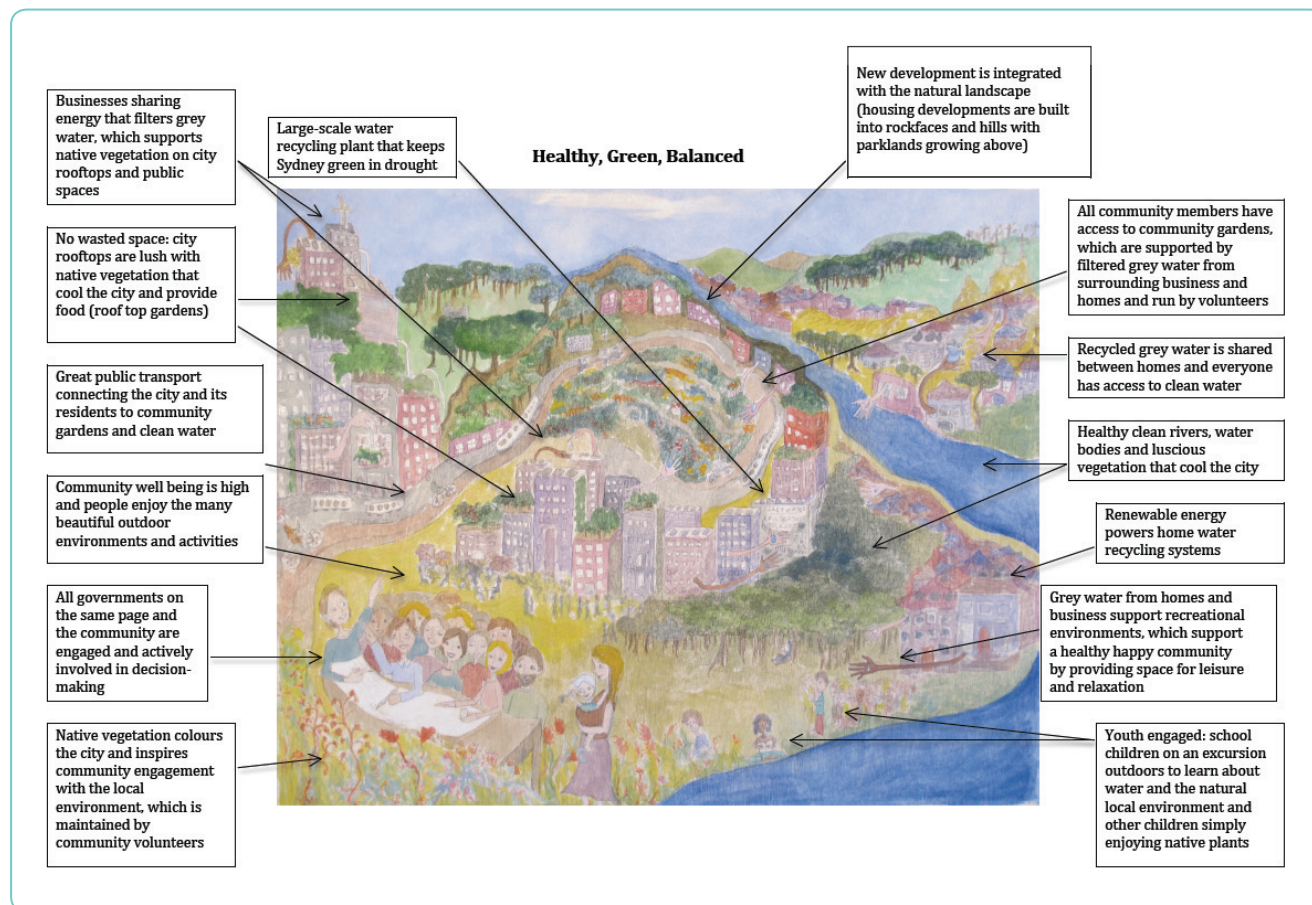 Healthy, Green, Balanced
Businesses sharing
energy that filters grey
water, which supports
native vegetation on city
rooftops and public
spaces
No wasted space: city
rooftops are lush with
native vegetation that
cool the city and provide
food (roof top gardens)
Great public transport
connecting the city and its
residents to community
gardens and clean water
Community well being is high
and people enjoy the many
beautiful outdoor
environments and activities
All governments on
the same page and
the community are
engaged and actively
involved in decision-
making
Native vegetation colours
the city and inspires
community engagement
with the local
environment, which is
maintained by
community volunteers
Large-scale water
recycling plant that keeps
Sydney green in drought
New development is integrated
with the natural landscape
(housing developments are built
into rockfaces and hills with
parklands growing above)
All community members have
access to community gardens,
which are supported by
filtered grey water from
surrounding business and
homes and run by volunteers
Recycled grey water is shared
between homes and everyone
has access to clean water
Healthy clean rivers, water
bodies and luscious
vegetation that cool the city
Renewable energy
powers home water
recycling systems
Grey water from homes and
business support recreational
environments, which support
a healthy happy community
by providing space for leisure
and relaxation
Youth engaged: school
children on an excursion
outdoors to learn about
water and the natural
local environment and
other children simply
enjoying native plants